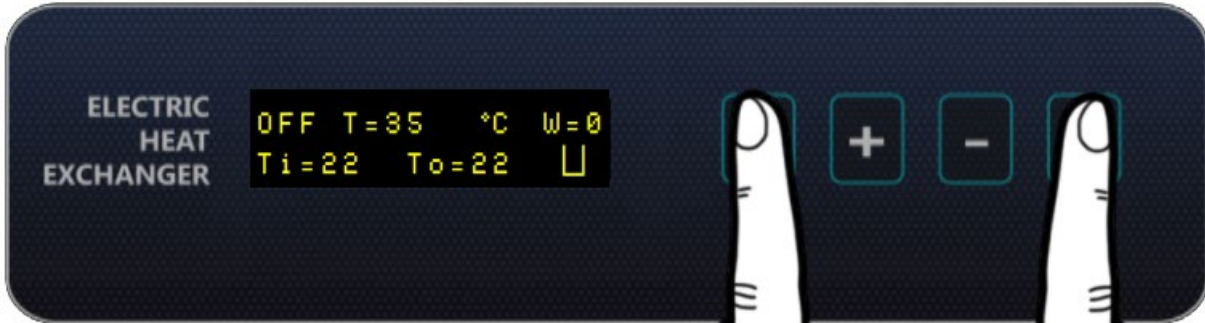 ELECTRIC
HEAT
EXCHANGER
OFF T=35 °C W=0
Ti=22 To=22
+
-